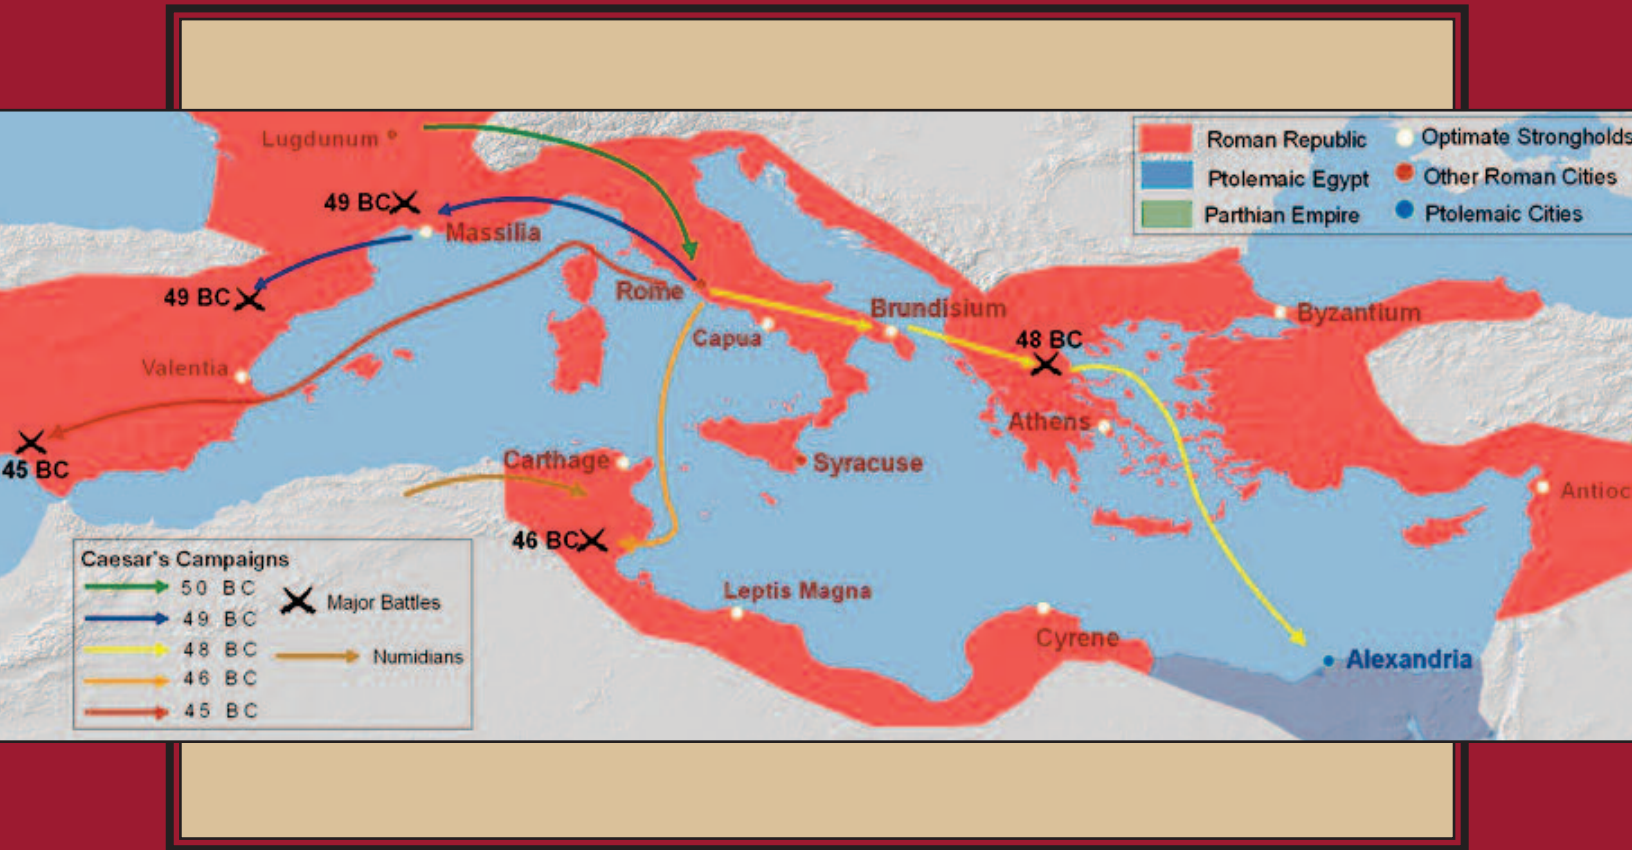 Lugdunum
49 BC
Massilia
49 BC
Valentia
45 BC
Rome
Capua
Brundisium
48 BC
Byzantium
Athens
Carthage
Syracuse
46 BC
Antioc
Leptis Magna
Cyrene
Alexandria
Roman Republic
Ptolemaic Egypt
Parthian Empire
Optimate Strongholds
Other Roman Cities
Ptolemaic Cities
Caesar's Campaigns
50 BC
49 BC
48 BC
46 BC
45 BC
Major Battles
Numidians